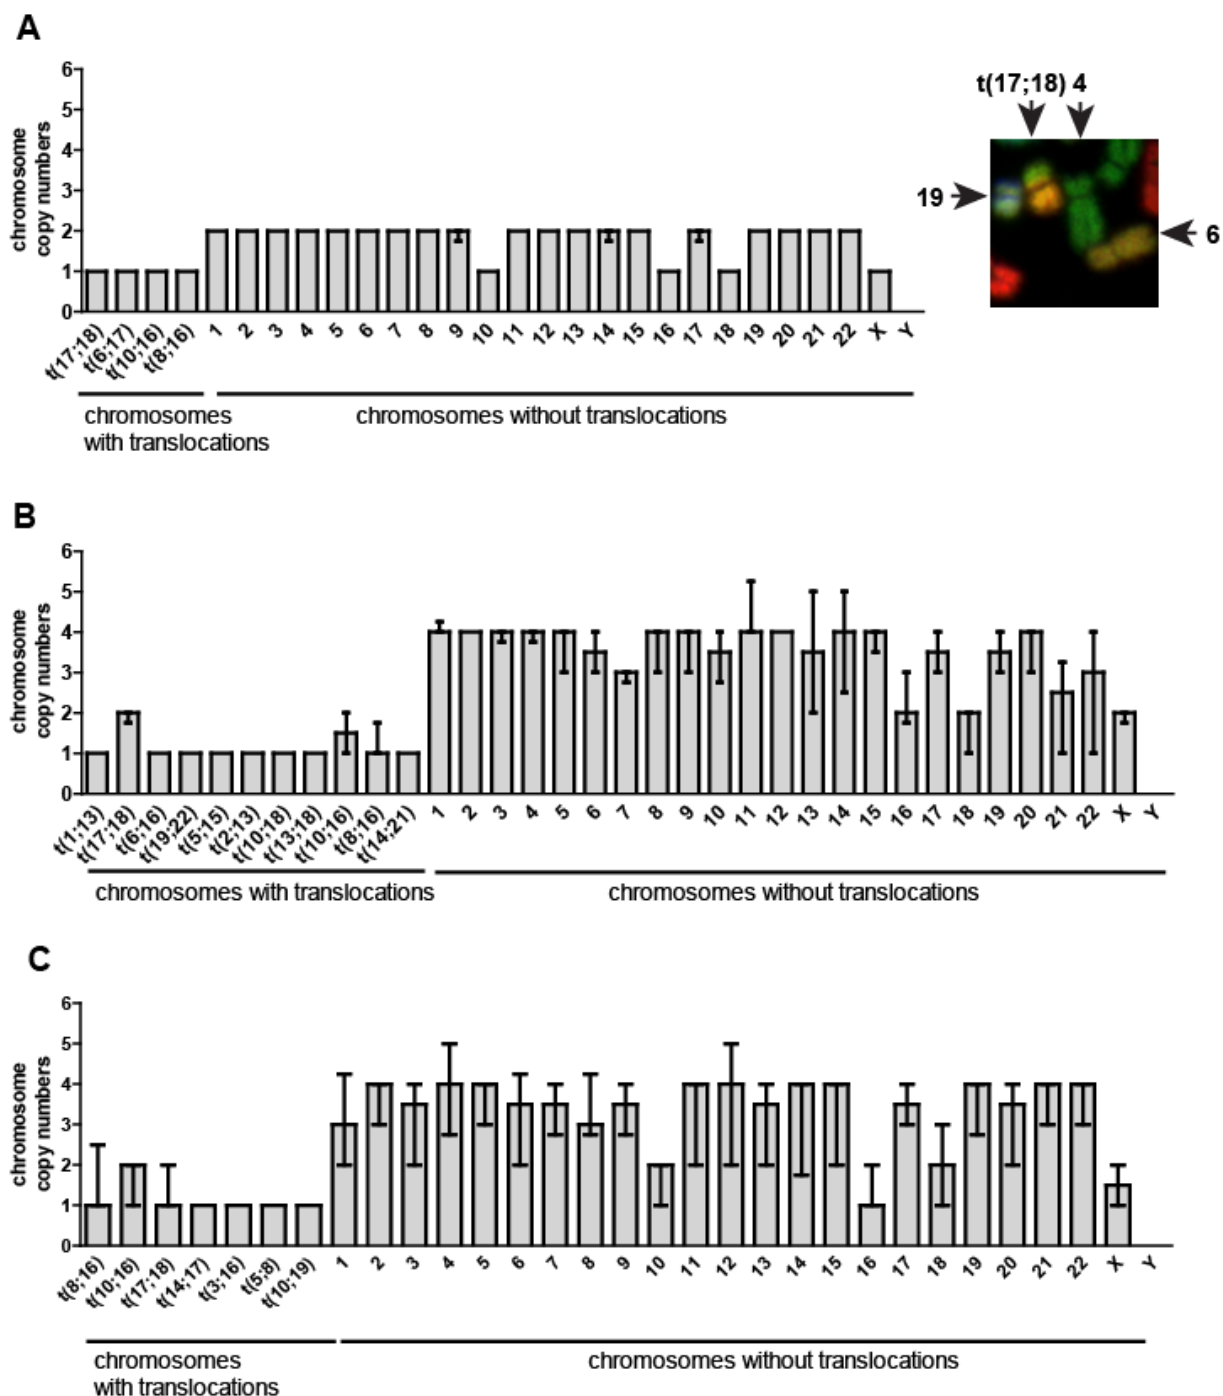 A
6
5
4
3
2
1
0
chromosome
copy numbers
t(17;18)
t(6;17)
t(10;16)
t(8;16)
1 2 3 4 5 6 7 8 9 10 11 12 13 14 15 16 17 18 19 20 21 22 X Y
chromosomes
with translocations
chromosomes without translocations
t(17;18) 4
19
6
B
6
5
4
3
2
1
0
chromosome
copy numbers
t(1;13)
t(17;18)
t(6;16)
t(19;22)
t(5;15)
t(2;13)
t(10;18)
t(13;18)
t(10;16)
t(8;16)
t(14;21)
1 2 3 4 5 6 7 8 9 10 11 12 13 14 15 16 17 18 19 20 21 22 X Y
chromosomes with translocations
chromosomes without translocations
C
6
5
4
3
2
1
0
chromosome
copy numbers
t(8;16)
t(10;16)
t(17;18)
t(14;17)
t(3;16)
t(5;8)
t(10;19)
1 2 3 4 5 6 7 8 9 10 11 12 13 14 15 16 17 18 19 20 21 22 X Y
chromosomes
with translocations
chromosomes without translocations